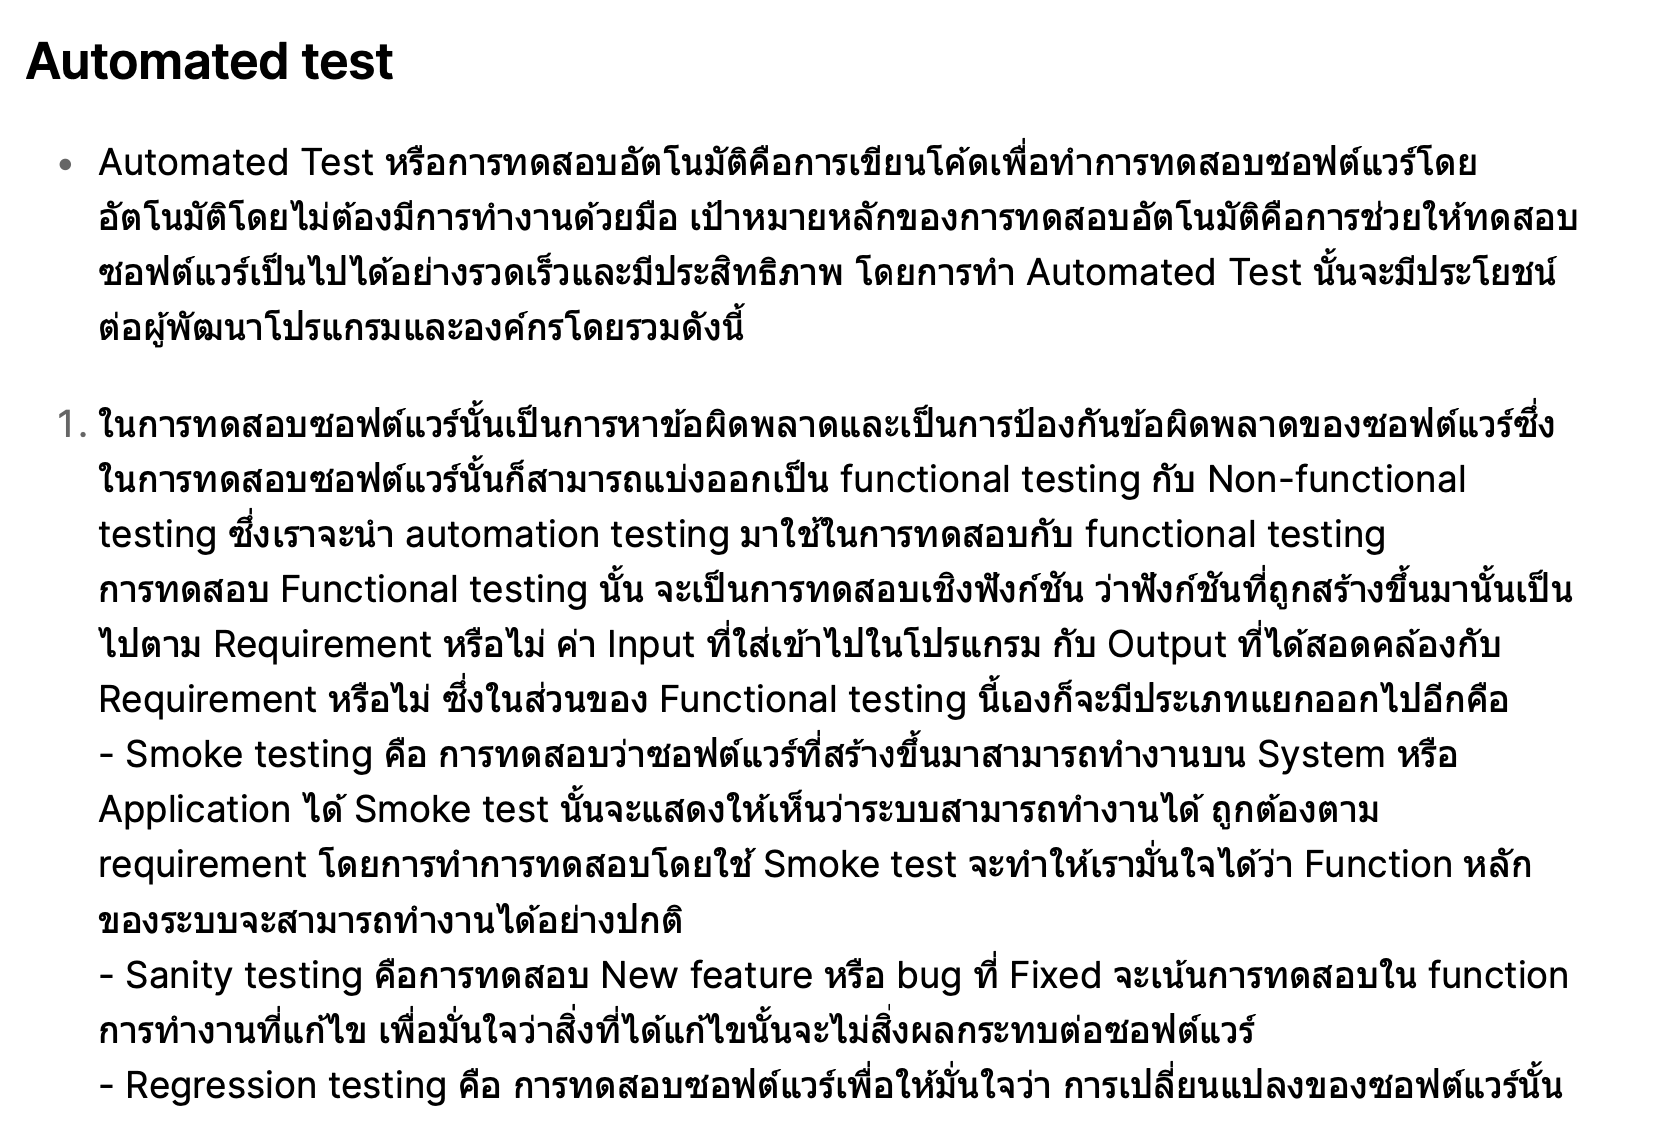 Automated test
• Automated Test หรือการทดสอบอัตโนมัติคือการเขียนโค้ดเพื่อทำการทดสอบซอฟต์แวร์โดย
อัตโนมัติโดยไม่ต้องมีการทำงานด้วยมือ เป้าหมายหลักของการทดสอบอัตโนมัติคือการช่วยให้ทดสอบ
ซอฟต์แวร์เป็นไปได้อย่างรวดเร็วและมีประสิทธิภาพ โดยการทำ Automated Test นั้นจะมีประโยชน์
ต่อผู้พัฒนาโปรแกรมและองค์กรโดยรวมดังนี้
1. ในการทดสอบซอฟต์แวร์นั้นเป็นการหาข้อผิดพลาดและเป็นการป้องกันข้อผิดพลาดของซอฟต์แวร์ซึ่ง
ในการทดสอบซอฟต์แวร์นั้นก็สามารถแบ่งออกเป็น functional testing กับ Non-functional
testing ซึ่งเราจะนำ automation testing มาใช้ในการทดสอบกับ functional testing
การทดสอบ Functional testing นั้น จะเป็นการทดสอบเชิงฟังก์ชัน ว่าฟังก์ชันที่ถูกสร้างขึ้นมานั้นเป็น
ไปตาม Requirement หรือไม่ ค่า Input ที่ใส่เข้าไปในโปรแกรม กับ Output ที่ได้สอดคล้องกับ
Requirement หรือไม่ ซึ่งในส่วนของ Functional testing นี้เองก็จะมีประเภทแยกออกไปอีกคือ
- Smoke testing คือ การทดสอบว่าซอฟต์แวร์ที่สร้างขึ้นมาสามารถทำงานบน System หรือ
Application ได้ Smoke test นั้นจะแสดงให้เห็นว่าระบบสามารถทำงานได้ ถูกต้องตาม
requirement โดยการทำการทดสอบโดยใช้ Smoke test จะทำให้เรามั่นใจได้ว่า Function หลัก
ของระบบจะสามารถทำงานได้อย่างปกติ
- Sanity testing คือการทดสอบ New feature หรือ bug ที่ Fixed จะเน้นการทดสอบใน function
การทำงานที่แก้ไข เพื่อมั่นใจว่าสิ่งที่ได้แก้ไขนั้นจะไม่สิ่งผลกระทบต่อซอฟต์แวร์
- Regression testing คือ การทดสอบซอฟต์แวร์เพื่อให้มั่นใจว่า การเปลี่ยนแปลงของซอฟต์แวร์นั้น